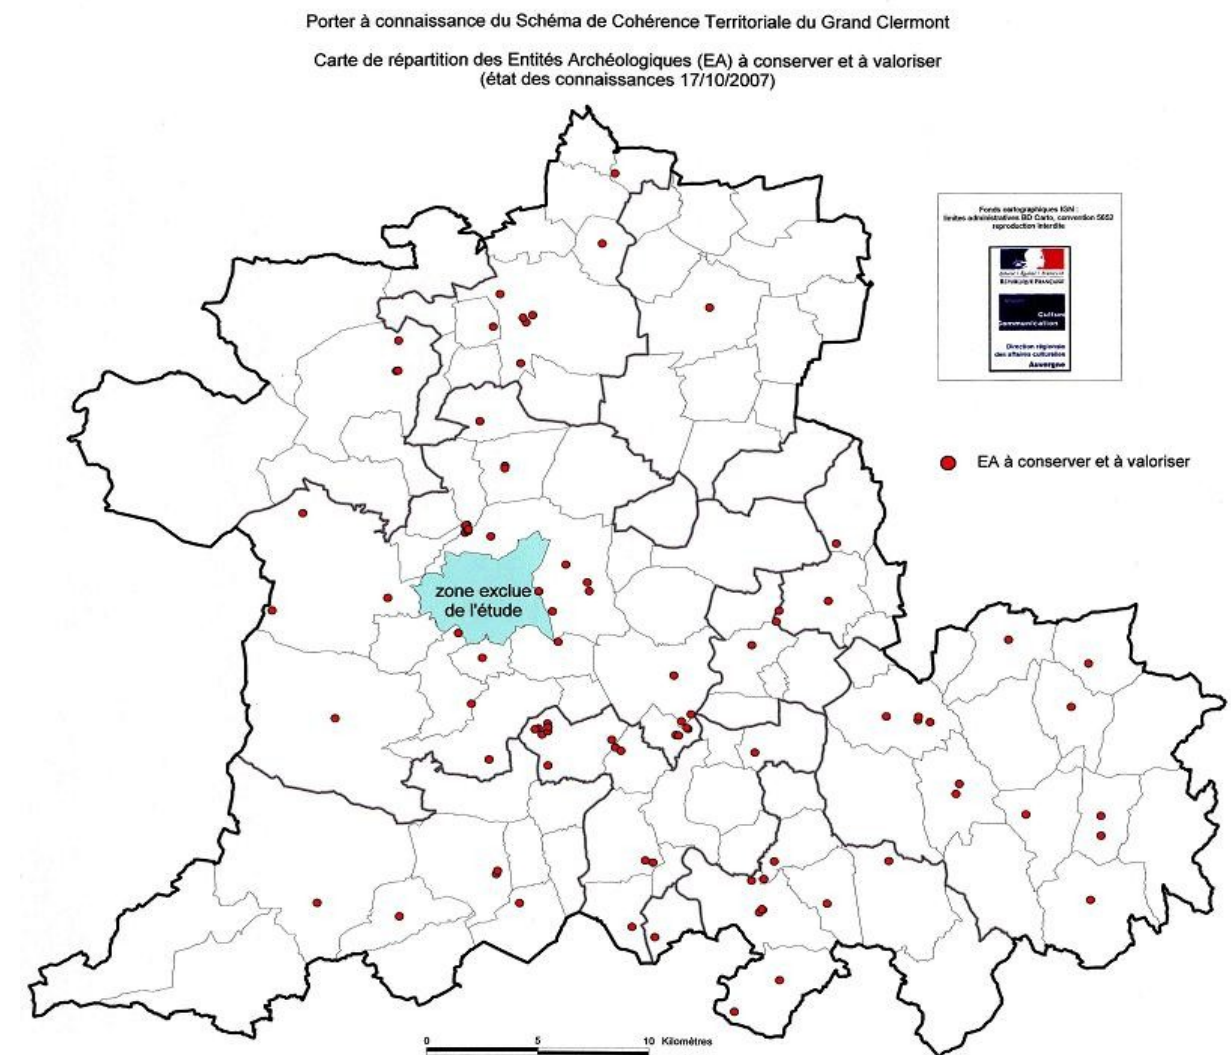 Porter à connaissance du Schéma de Cohérence Territoriale du Grand Clermont
Carte de répartition des Entités Archéologiques (EA) à conserver et à valoriser
(état des connaissances 17/10/2007)
Fonds cartographiques IGN :
limites administratives BD Carto, convention 5652
reproduction interdite
RÉPUBLIQUE FRANÇAISE
Culture
Communication
Direction régionale
des affaires culturelles
Auvergne
EA à conserver et à valoriser
zone exclue
de l'étude
0 5 10 Kilomètres